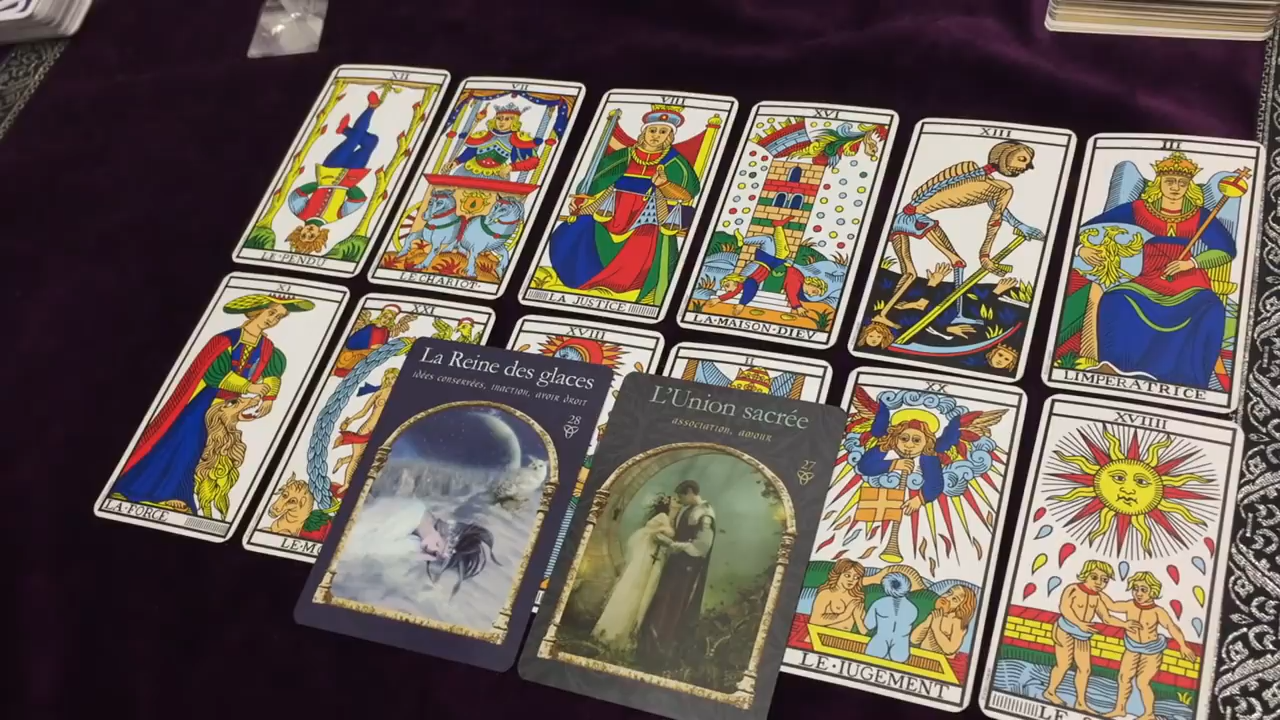 XII
LE·PENDU
VII
LE·CHARIOT·
VIII
LA JUSTICE
XVI
LA·MAISON·DIEV
XIII
III
LIMPERATRICE
XI
LA·FORCE
XXI
XVIII
II
XX
LE·JUGEMENT
XVIIII
La Reine des glaces
idées conservées, inaction, avoir droit
28
L'Union sacrée
association, amour
27